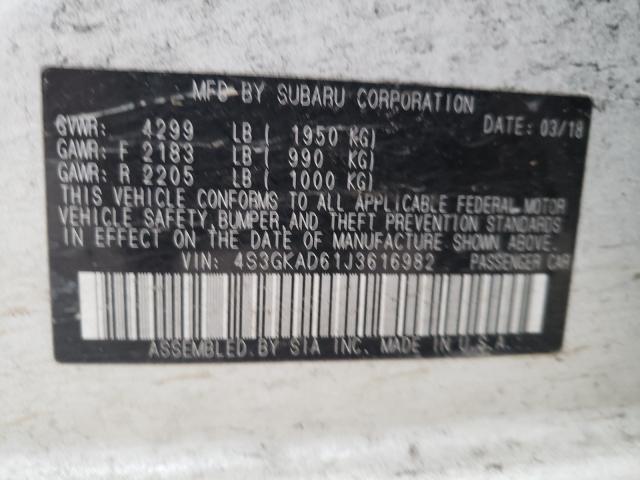 MFD BY SUBARU CORPORATION
GVWR: 4299 LB ( 1950 KG) DATE: 03/18
GAWR: F 2183 LB ( 990 KG)
GAWR: R 2205 LB ( 1000 KG)
THIS VEHICLE CONFORMS TO ALL APPLICABLE FEDERAL MOTOR
VEHICLE SAFETY, BUMPER, AND THEFT PREVENTION STANDARDS
IN EFFECT ON THE DATE OF MANUFACTURE SHOWN ABOVE.
VIN: 4S3GKAD61J3616982 PASSENGER CAR
ASSEMBLED BY SIA INC. MADE IN U.S.A.